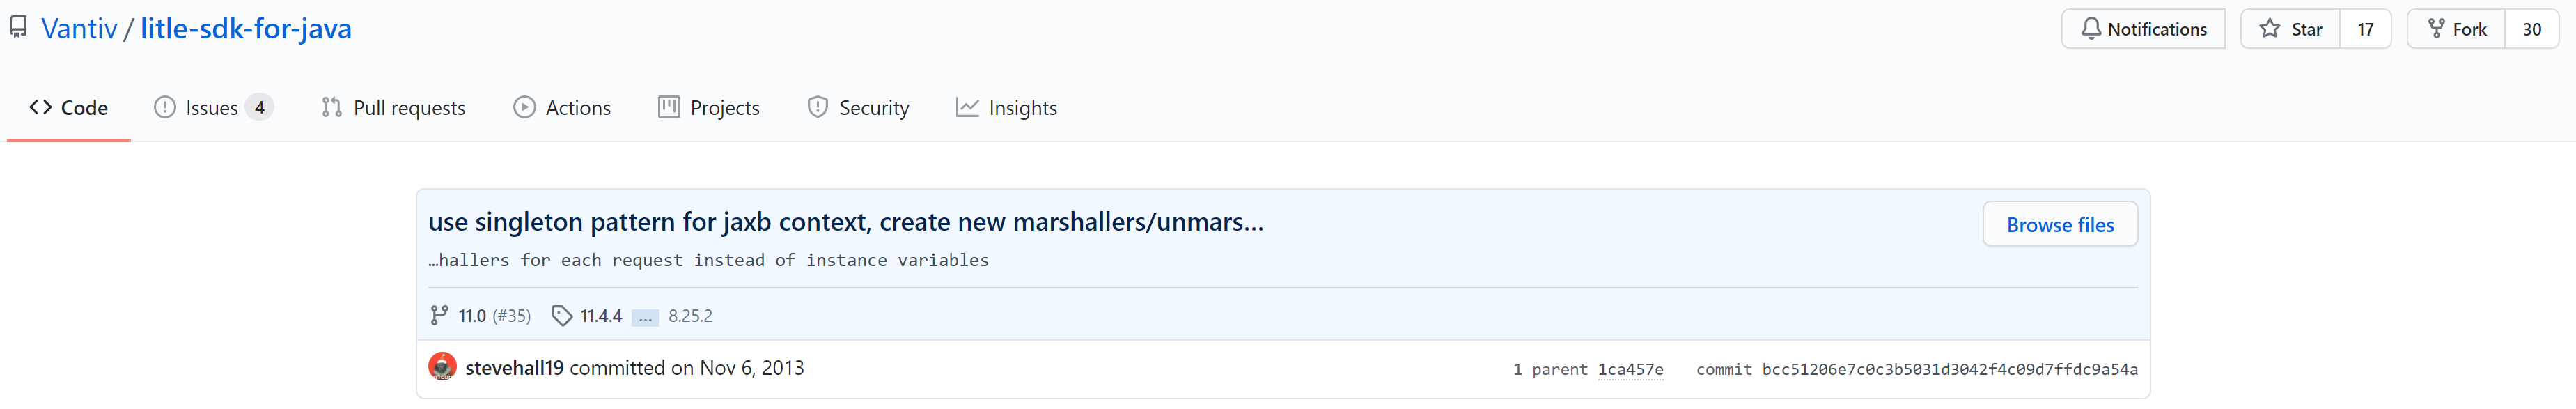 Vantiv / litle-sdk-for-java
Notifications
Star 17
Fork 30
Code
Issues 4
Pull requests
Actions
Projects
Security
Insights
use singleton pattern for jaxb context, create new marshallers/unmars…
Browse files
…hallers for each request instead of instance variables
11.0 (#35) 11.4.4 … 8.25.2
stevehall19 committed on Nov 6, 2013
1 parent 1ca457e commit bcc51206e7c0c3b5031d3042f4c09d7ffdc9a54a